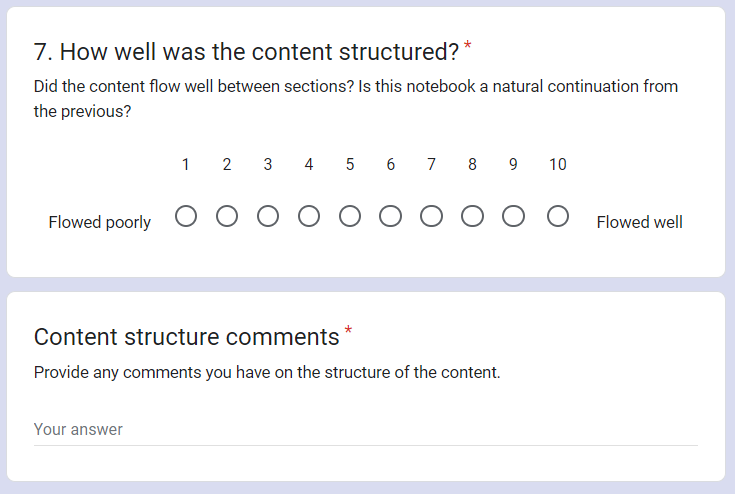 7. How well was the content structured? *
Did the content flow well between sections? Is this notebook a natural continuation from
the previous?
1 2 3 4 5 6 7 8 9 10
Flowed poorly Flowed well
Content structure comments *
Provide any comments you have on the structure of the content.
Your answer